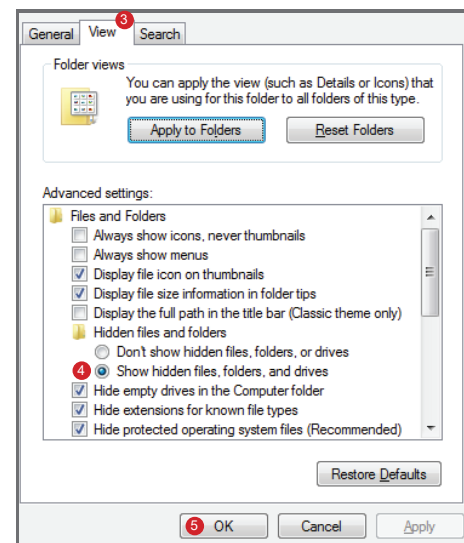 3
General View Search
Folder views
You can apply the view (such as Details or Icons) that
you are using for this folder to all folders of this type.
Apply to Folders Reset Folders
Advanced settings:
Files and Folders
Always show icons, never thumbnails
Always show menus
Display file icon on thumbnails
Display file size information in folder tips
Display the full path in the title bar (Classic theme only)
Hidden files and folders
Don't show hidden files, folders, or drives
4 Show hidden files, folders, and drives
Hide empty drives in the Computer folder
Hide extensions for known file types
Hide protected operating system files (Recommended)
Restore Defaults
5 OK Cancel Apply